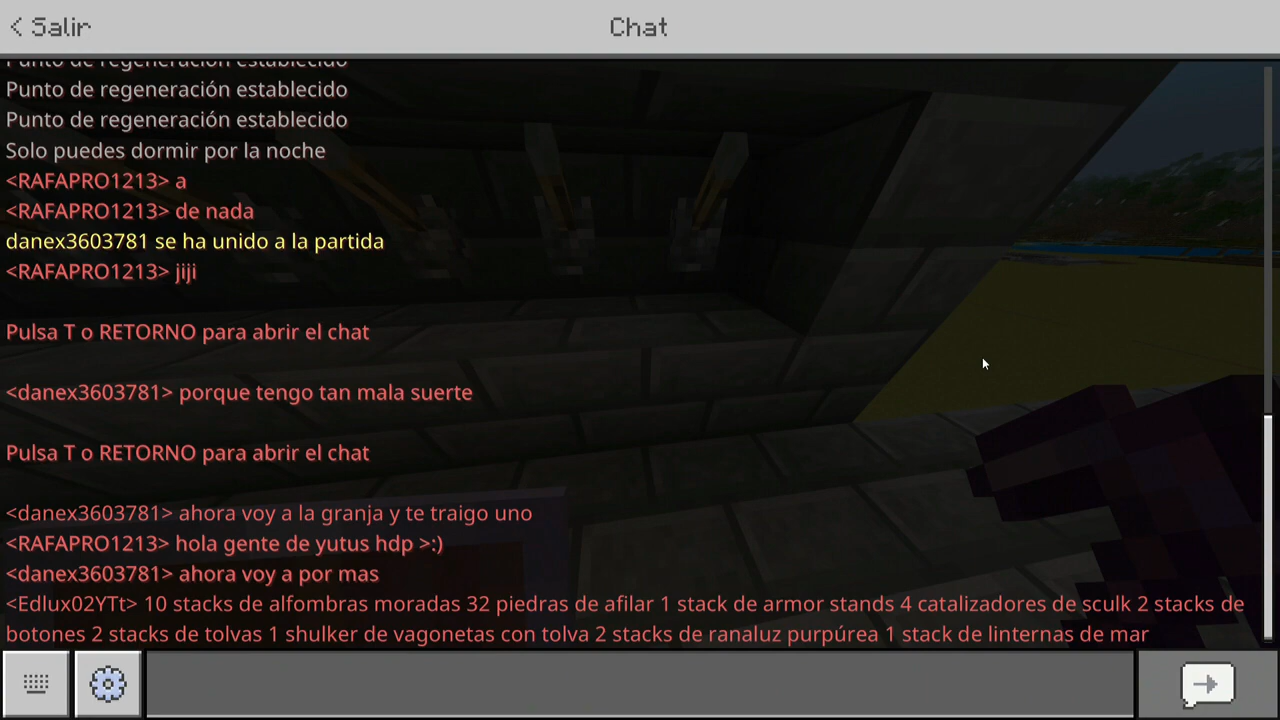 < Salir
Chat
Punto de regeneración establecido
Punto de regeneración establecido
Punto de regeneración establecido
Solo puedes dormir por la noche
<RAFAPRO1213> a
<RAFAPRO1213> de nada
danex3603781 se ha unido a la partida
<RAFAPRO1213> jiji
Pulsa T o RETORNO para abrir el chat
<danex3603781> porque tengo tan mala suerte
Pulsa T o RETORNO para abrir el chat
<danex3603781> ahora voy a la granja y te traigo uno
<RAFAPRO1213> hola gente de yutus hdp >:)
<danex3603781> ahora voy a por mas
<Edlux02YTt> 10 stacks de alfombras moradas 32 piedras de afilar 1 stack de armor stands 4 catalizadores de sculk 2 stacks de
botones 2 stacks de tolvas 1 shulker de vagonetas con tolva 2 stacks de ranaluz purpúrea 1 stack de linternas de mar